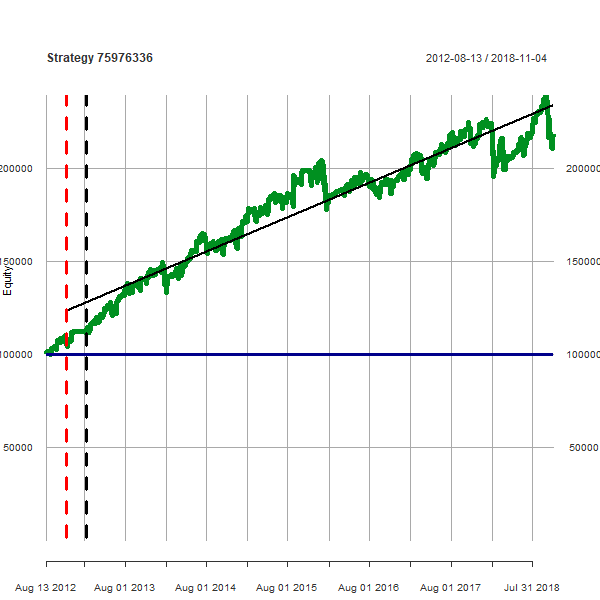 Strategy 75976336
2012-08-13 / 2018-11-04
200000
200000
150000
150000
Equity
100000
100000
50000
50000
Aug 13 2012
Aug 01 2013
Aug 01 2014
Aug 01 2015
Aug 01 2016
Aug 01 2017
Jul 31 2018